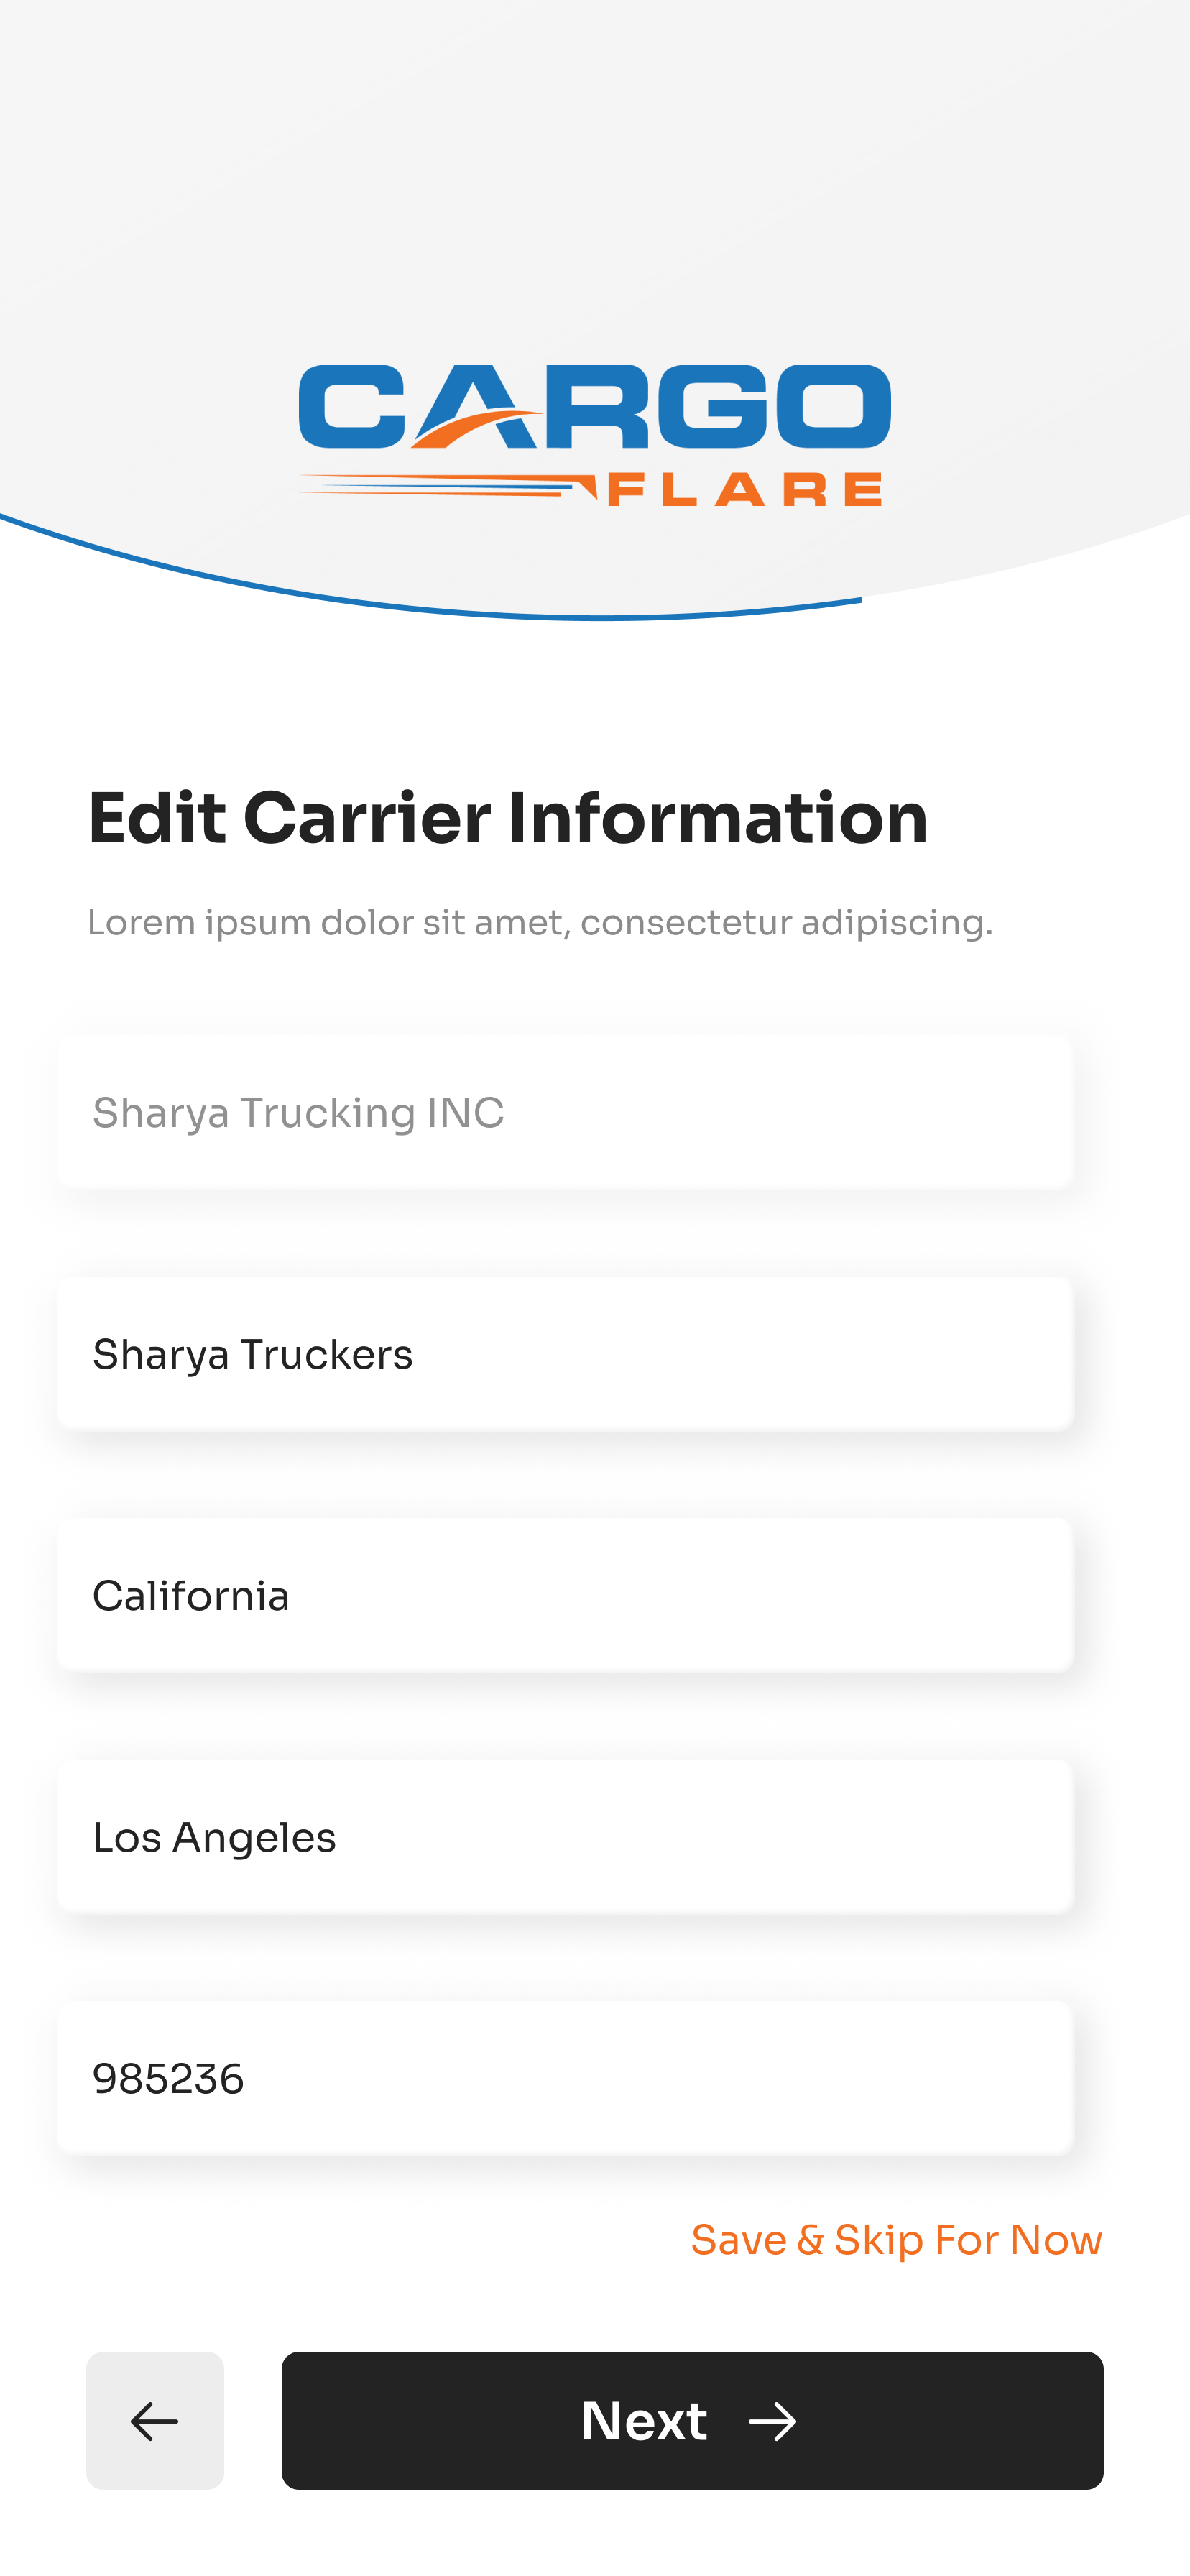 CARGO
FLARE
Edit Carrier Information
Lorem ipsum dolor sit amet, consectetur adipiscing.
Sharya Trucking INC
Sharya Truckers
California
Los Angeles
985236
Save & Skip For Now
Next